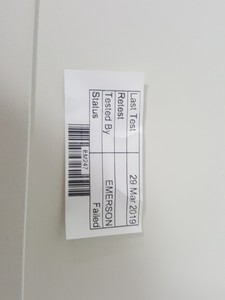 Last Test 29 Mar 2019
Retest
Tested By EMERSON
Status Failed